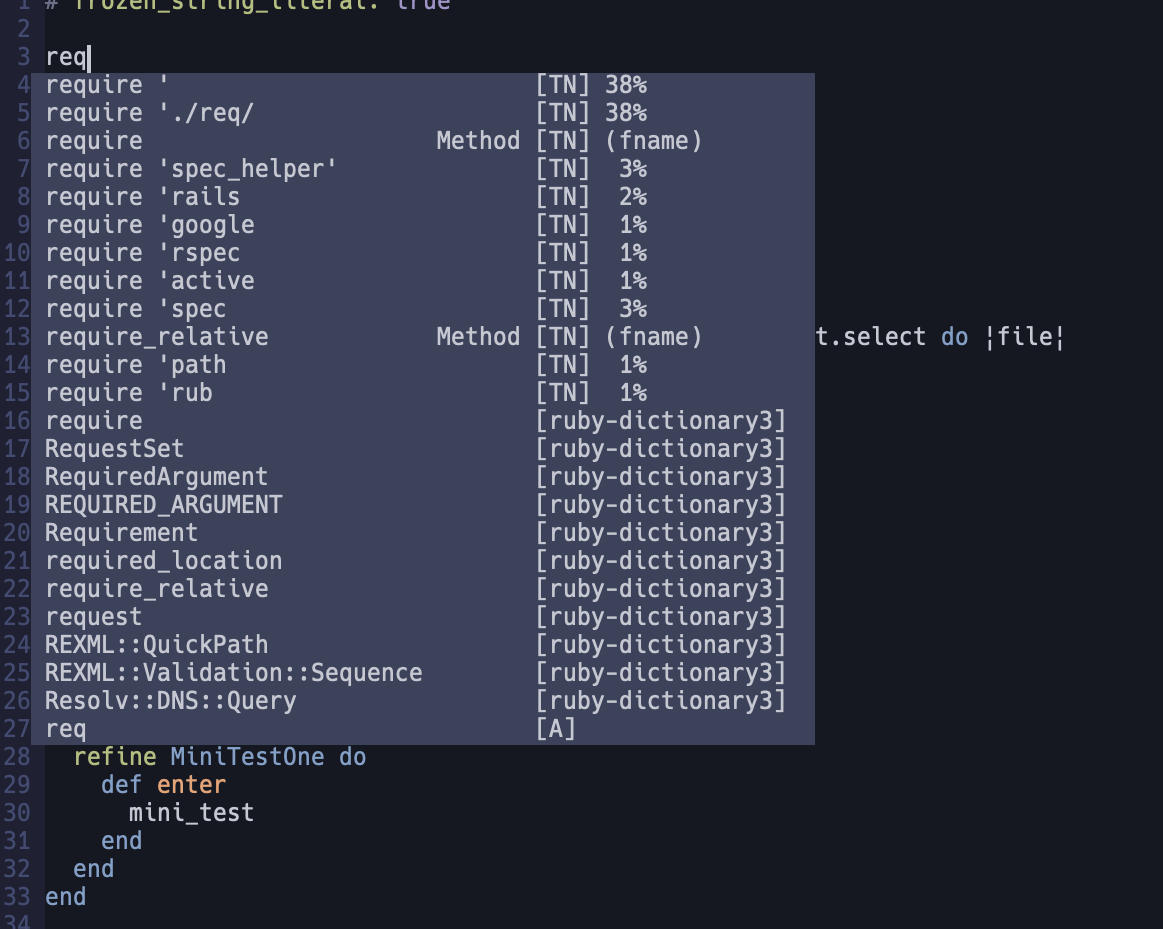 1 # frozen_string_literal: true
2
3 req
4 require '                            [TN] 38%
5 require './req/                      [TN] 38%
6 require                       Method [TN] (fname)
7 require 'spec_helper'                [TN]  3%
8 require 'rails                       [TN]  2%
9 require 'google                      [TN]  1%
10 require 'rspec                       [TN]  1%
11 require 'active                      [TN]  1%
12 require 'spec                        [TN]  3%
13 require_relative              Method [TN] (fname)        t.select do ¦file¦
14 require 'path                        [TN]  1%
15 require 'rub                         [TN]  1%
16 require                              [ruby-dictionary3]
17 RequestSet                           [ruby-dictionary3]
18 RequiredArgument                     [ruby-dictionary3]
19 REQUIRED_ARGUMENT                    [ruby-dictionary3]
20 Requirement                          [ruby-dictionary3]
21 required_location                    [ruby-dictionary3]
22 require_relative                     [ruby-dictionary3]
23 request                              [ruby-dictionary3]
24 REXML::QuickPath                     [ruby-dictionary3]
25 REXML::Validation::Sequence          [ruby-dictionary3]
26 Resolv::DNS::Query                   [ruby-dictionary3]
27 req                                  [A]
28   refine MiniTestOne do
29     def enter
30       mini_test
31     end
32   end
33 end
34